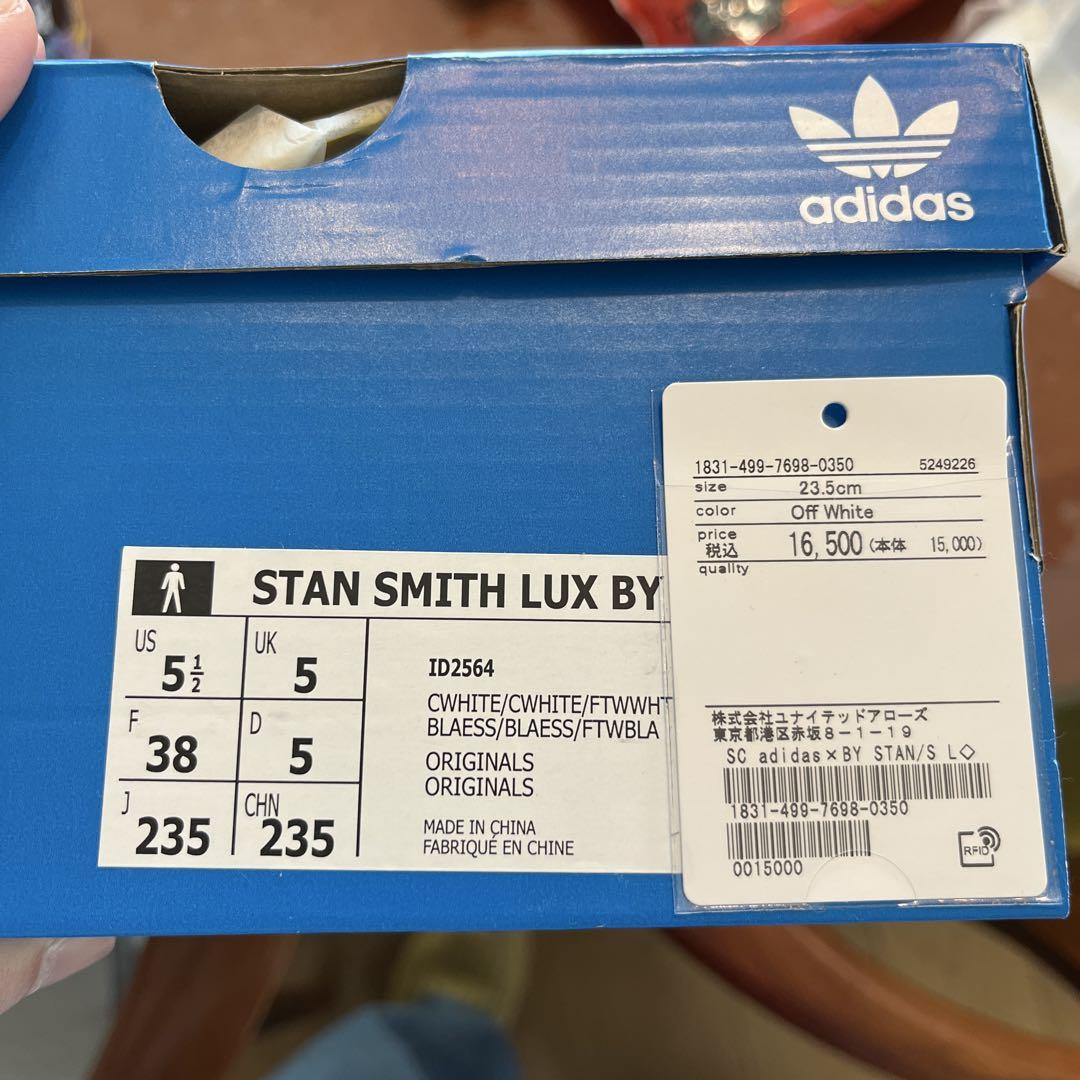 adidas
1831-499-7698-0350 5249226
size 23.5cm
color Off White
price
税込 16,500 (本体 15,000)
quality
株式会社ユナイテッドアローズ
東京都港区赤坂8-1-19
SC adidas×BY STAN/S L◇
1831-499-7698-0350
0015000
RFID
STAN SMITH LUX BY
US 5½
UK 5
F 38
D 5
J 235
CHN 235
ID2564
CWHITE/CWHITE/FTWWHT
BLAESS/BLAESS/FTWBLA
ORIGINALS
ORIGINALS
MADE IN CHINA
FABRIQUÉ EN CHINE